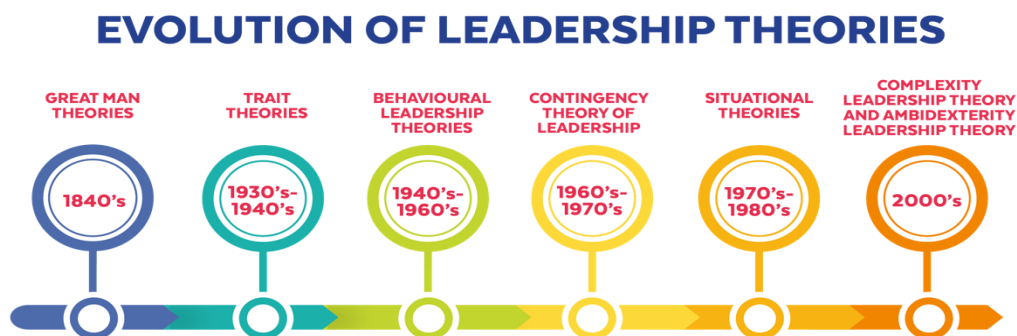 EVOLUTION OF LEADERSHIP THEORIES
GREAT MAN
THEORIES
TRAIT
THEORIES
BEHAVIOURAL
LEADERSHIP
THEORIES
CONTINGENCY
THEORY OF
LEADERSHIP
SITUATIONAL
THEORIES
COMPLEXITY
LEADERSHIP THEORY
AND AMBIDEXTERITY
LEADERSHIP THEORY
1840's
1930's-
1940's
1940's-
1960's
1960's-
1970's
1970's-
1980's
2000's